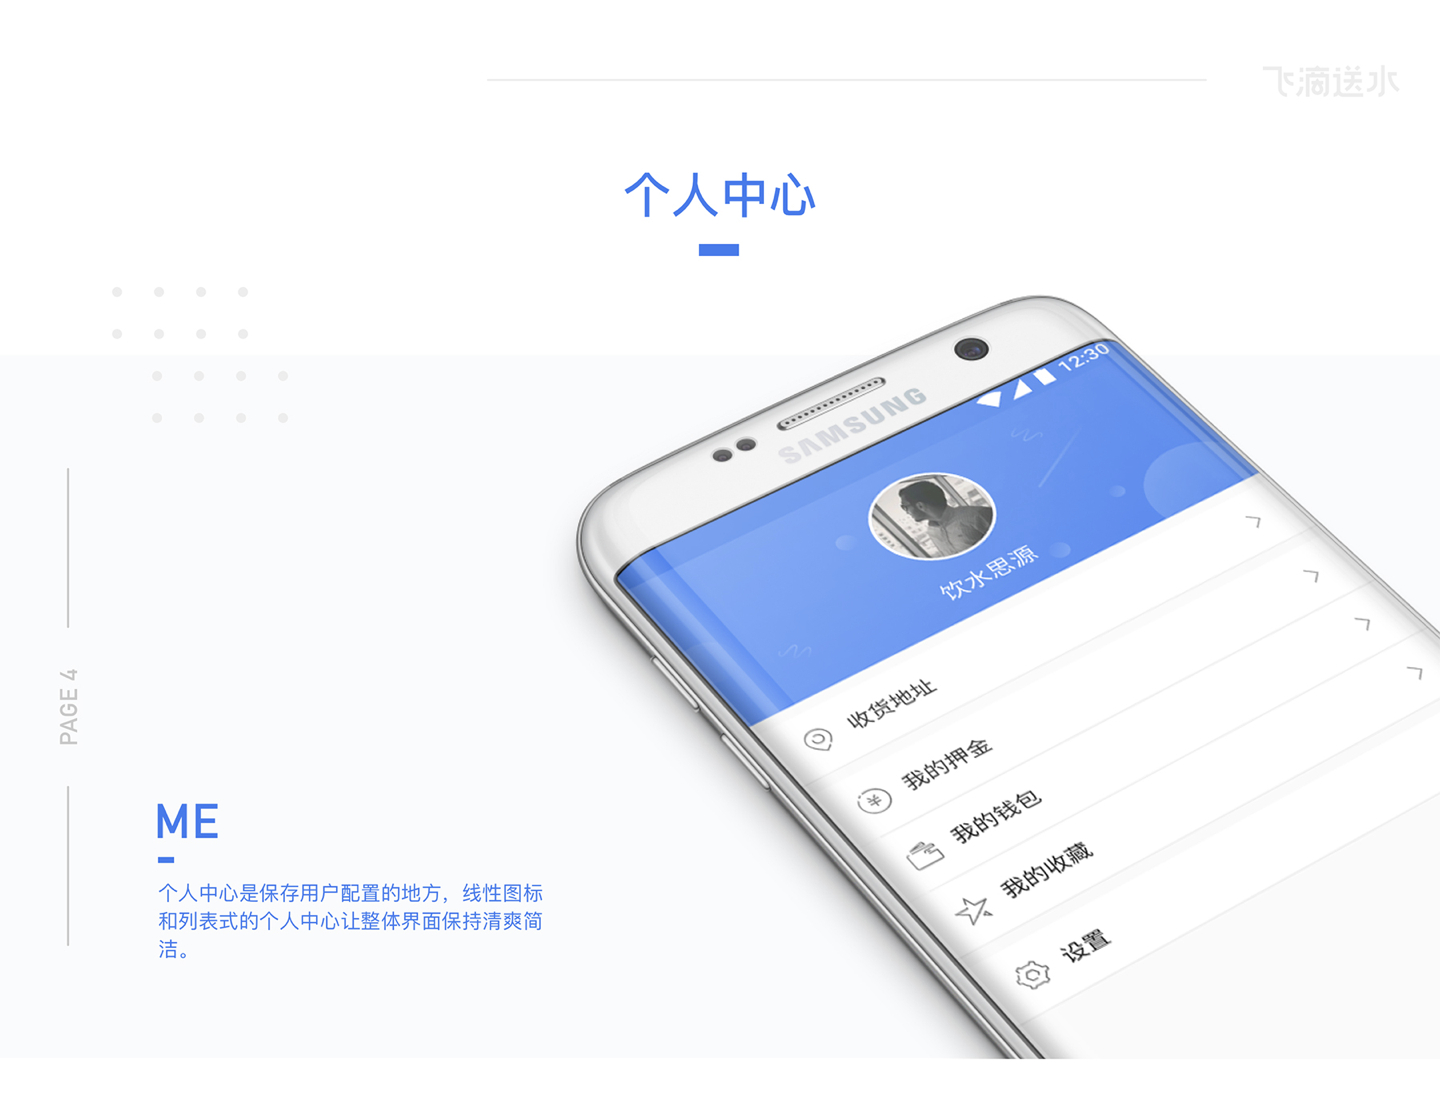 飞滴送水
个人中心
SAMSUNG
12:30
饮水思源
收货地址
我的押金
我的钱包
我的收藏
设置
PAGE 4
ME
个人中心是保存用户配置的地方，线性图标
和列表式的个人中心让整体界面保持清爽简
洁。